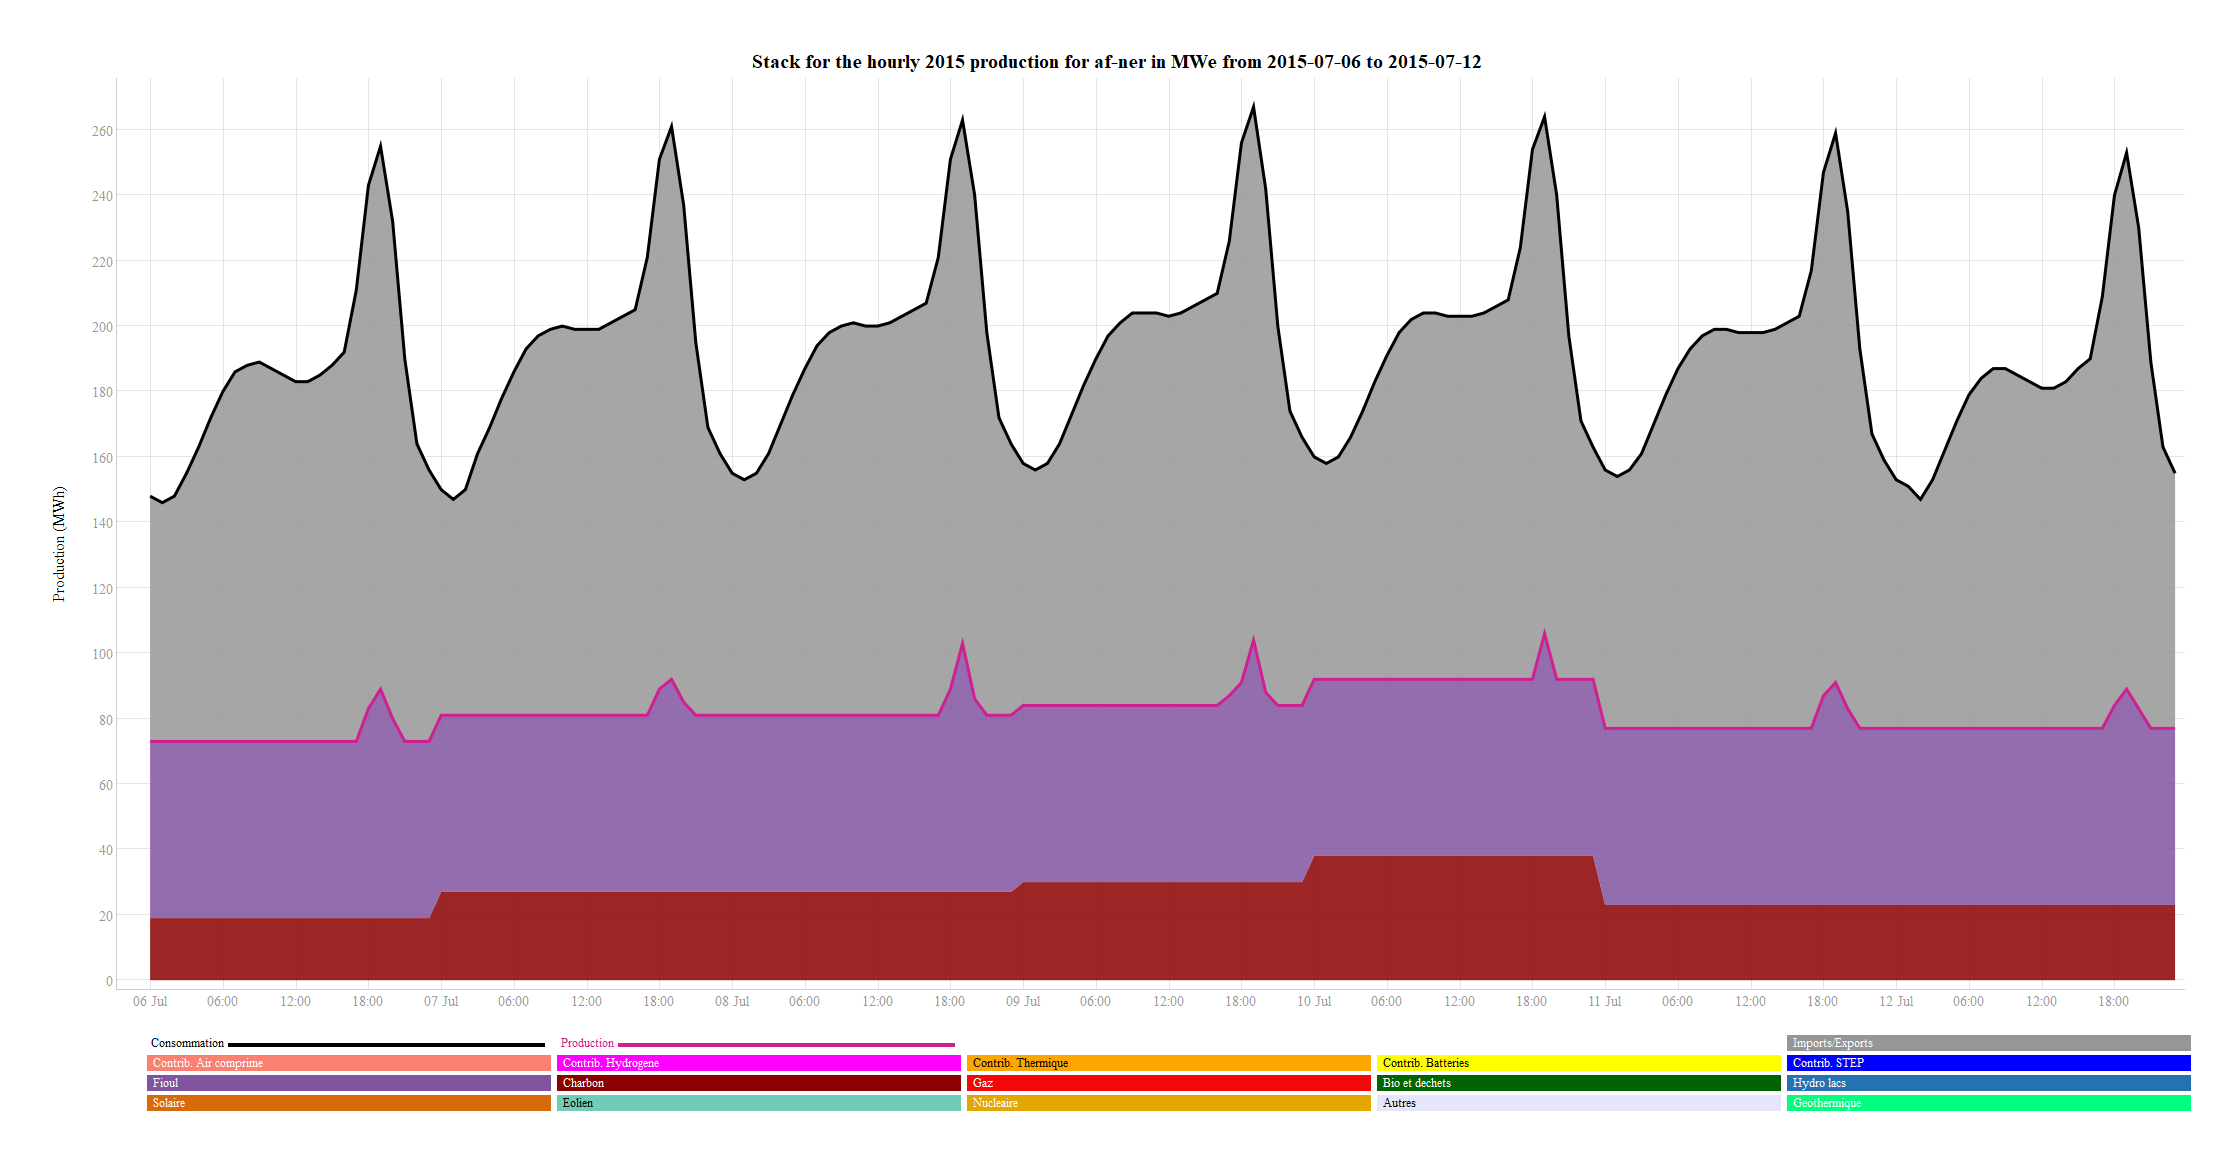 Stack for the hourly 2015 production for af-ner in MWe from 2015-07-06 to 2015-07-12
Production (MWh)
260
240
220
200
180
160
140
120
100
80
60
40
20
0
06 Jul 06:00 12:00 18:00 07 Jul 06:00 12:00 18:00 08 Jul 06:00 12:00 18:00 09 Jul 06:00 12:00 18:00 10 Jul 06:00 12:00 18:00 11 Jul 06:00 12:00 18:00 12 Jul 06:00 12:00 18:00
Consommation Production Imports/Exports
Contrib. Air comprime Contrib. Hydrogene Contrib. Thermique Contrib. Batteries Contrib. STEP
Fioul Charbon Gaz Bio et dechets Hydro lacs
Solaire Eolien Nucleaire Autres Geothermique